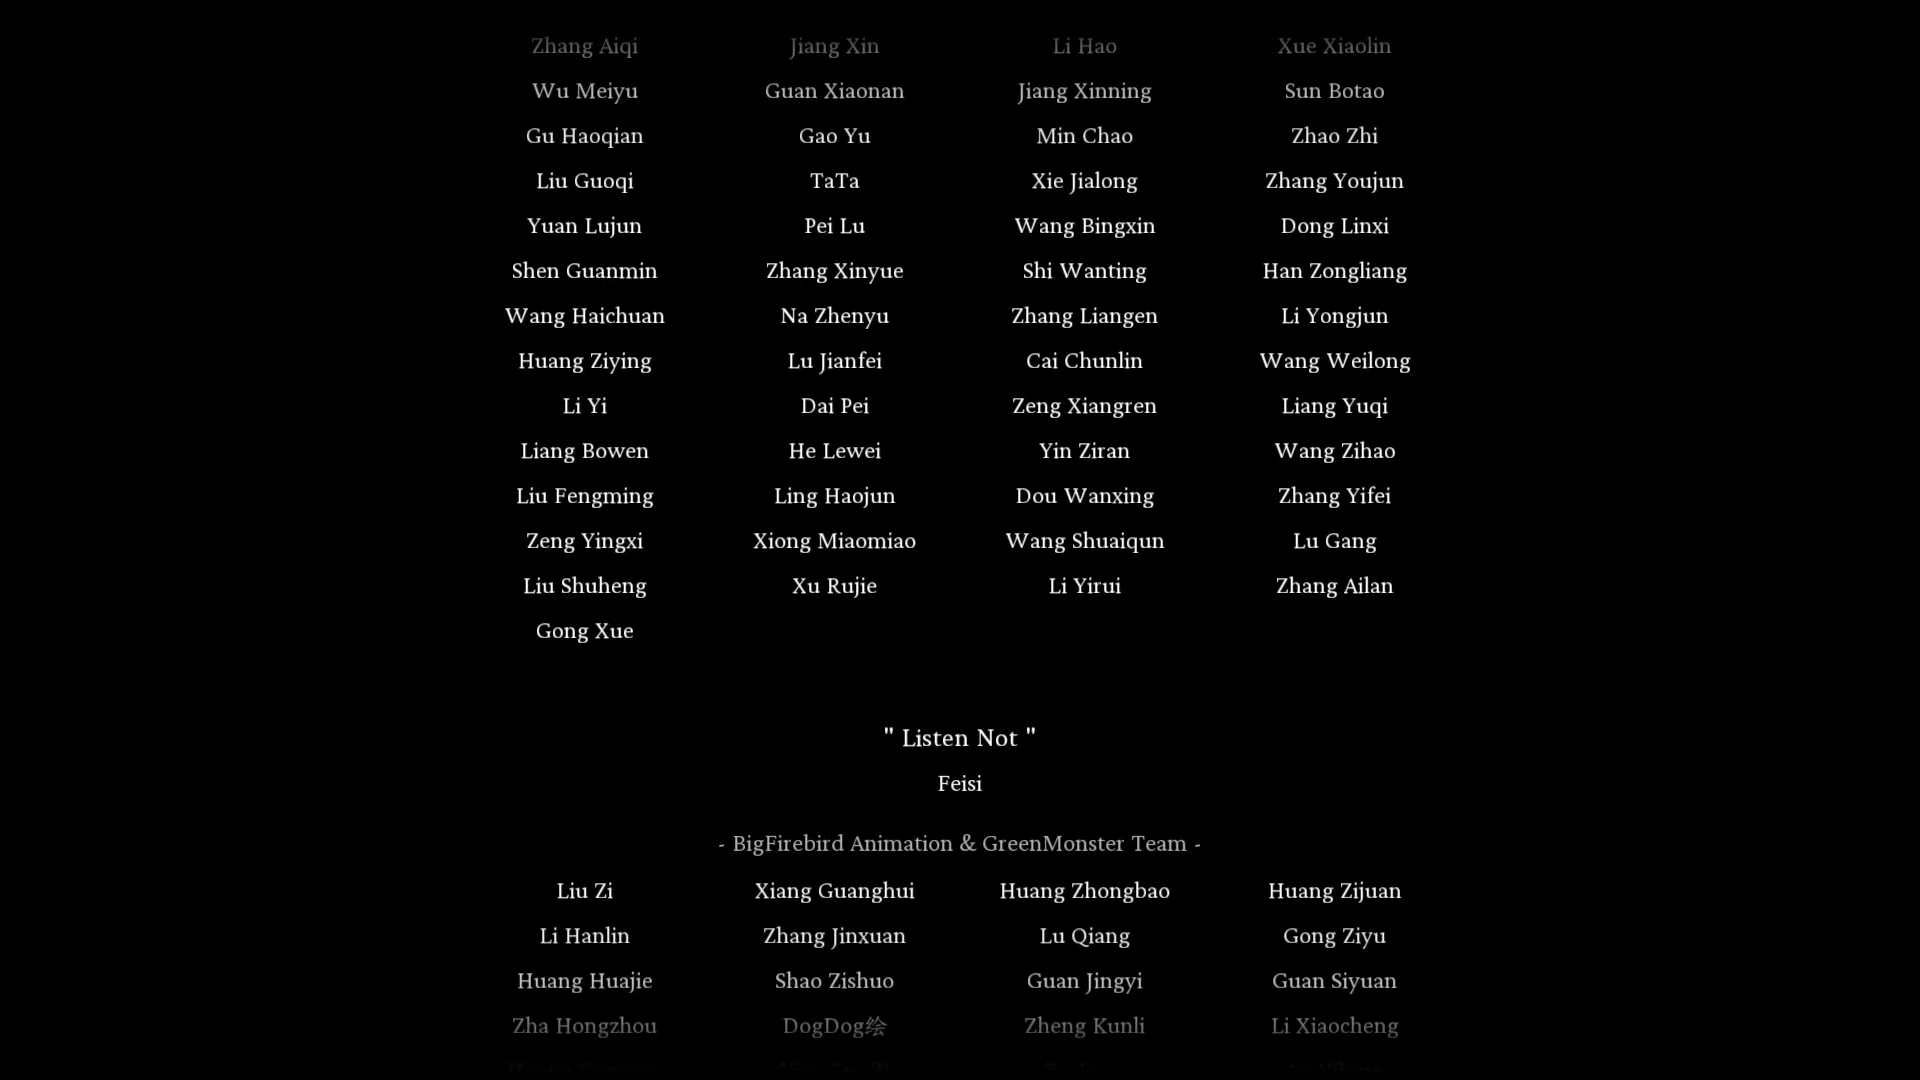 Zhang Aiqi Jiang Xin Li Hao Xue Xiaolin
Wu Meiyu Guan Xiaonan Jiang Xinning Sun Botao
Gu Haoqian Gao Yu Min Chao Zhao Zhi
Liu Guoqi TaTa Xie Jialong Zhang Youjun
Yuan Lujun Pei Lu Wang Bingxin Dong Linxi
Shen Guanmin Zhang Xinyue Shi Wanting Han Zongliang
Wang Haichuan Na Zhenyu Zhang Liangen Li Yongjun
Huang Ziying Lu Jianfei Cai Chunlin Wang Weilong
Li Yi Dai Pei Zeng Xiangren Liang Yuqi
Liang Bowen He Lewei Yin Ziran Wang Zihao
Liu Fengming Ling Haojun Dou Wanxing Zhang Yifei
Zeng Yingxi Xiong Miaomiao Wang Shuaiqun Lu Gang
Liu Shuheng Xu Rujie Li Yirui Zhang Ailan
Gong Xue
" Listen Not "
Feisi
- BigFirebird Animation & GreenMonster Team -
Liu Zi Xiang Guanghui Huang Zhongbao Huang Zijuan
Li Hanlin Zhang Jinxuan Lu Qiang Gong Ziyu
Huang Huajie Shao Zishuo Guan Jingyi Guan Siyuan
Zha Hongzhou DogDog绘 Zheng Kunli Li Xiaocheng